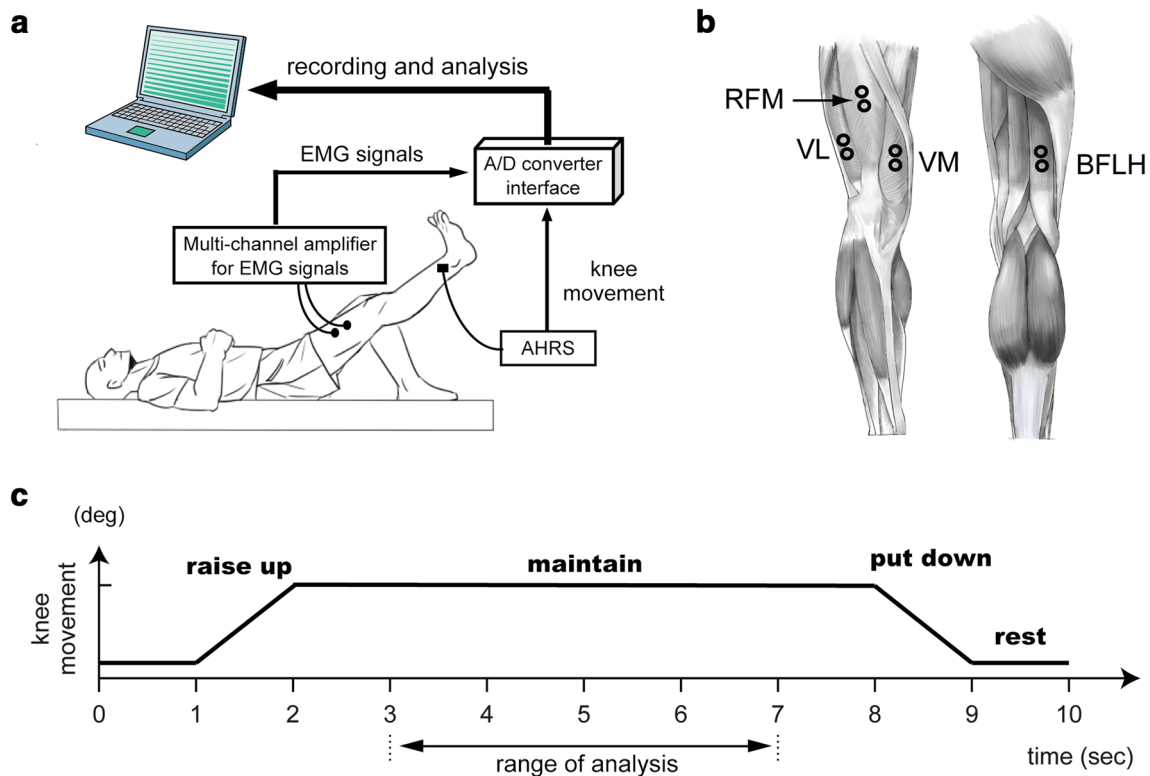 a
recording and analysis
EMG signals
A/D converter
interface
Multi-channel amplifier
for EMG signals
knee
movement
AHRS
b
RFM
VL
VM
BFLH
c
(deg)
knee
movement
raise up
maintain
put down
rest
0 1 2 3 4 5 6 7 8 9 10
range of analysis
time (sec)